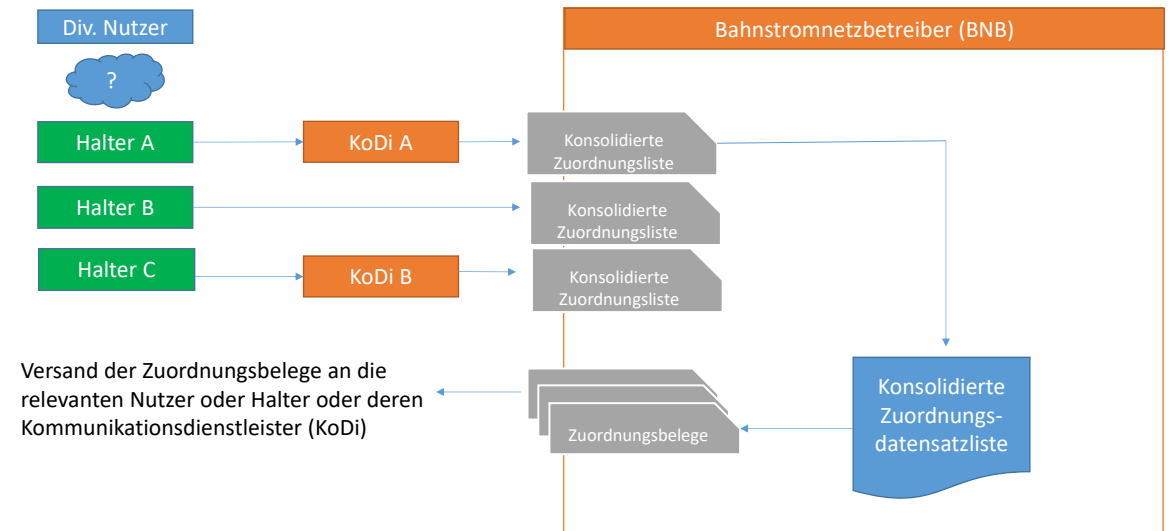 Div. Nutzer
Bahnstromnetzbetreiber (BNB)
?
Halter A
KoDi A
Konsolidierte
Zuordnungsliste
Halter B
Konsolidierte
Zuordnungsliste
Halter C
KoDi B
Konsolidierte
Zuordnungsliste
Versand der Zuordnungsbelege an die
relevanten Nutzer oder Halter oder deren
Kommunikationsdienstleister (KoDi)
Zuordnungsbelege
Konsolidierte
Zuordnungs-
datensatzliste